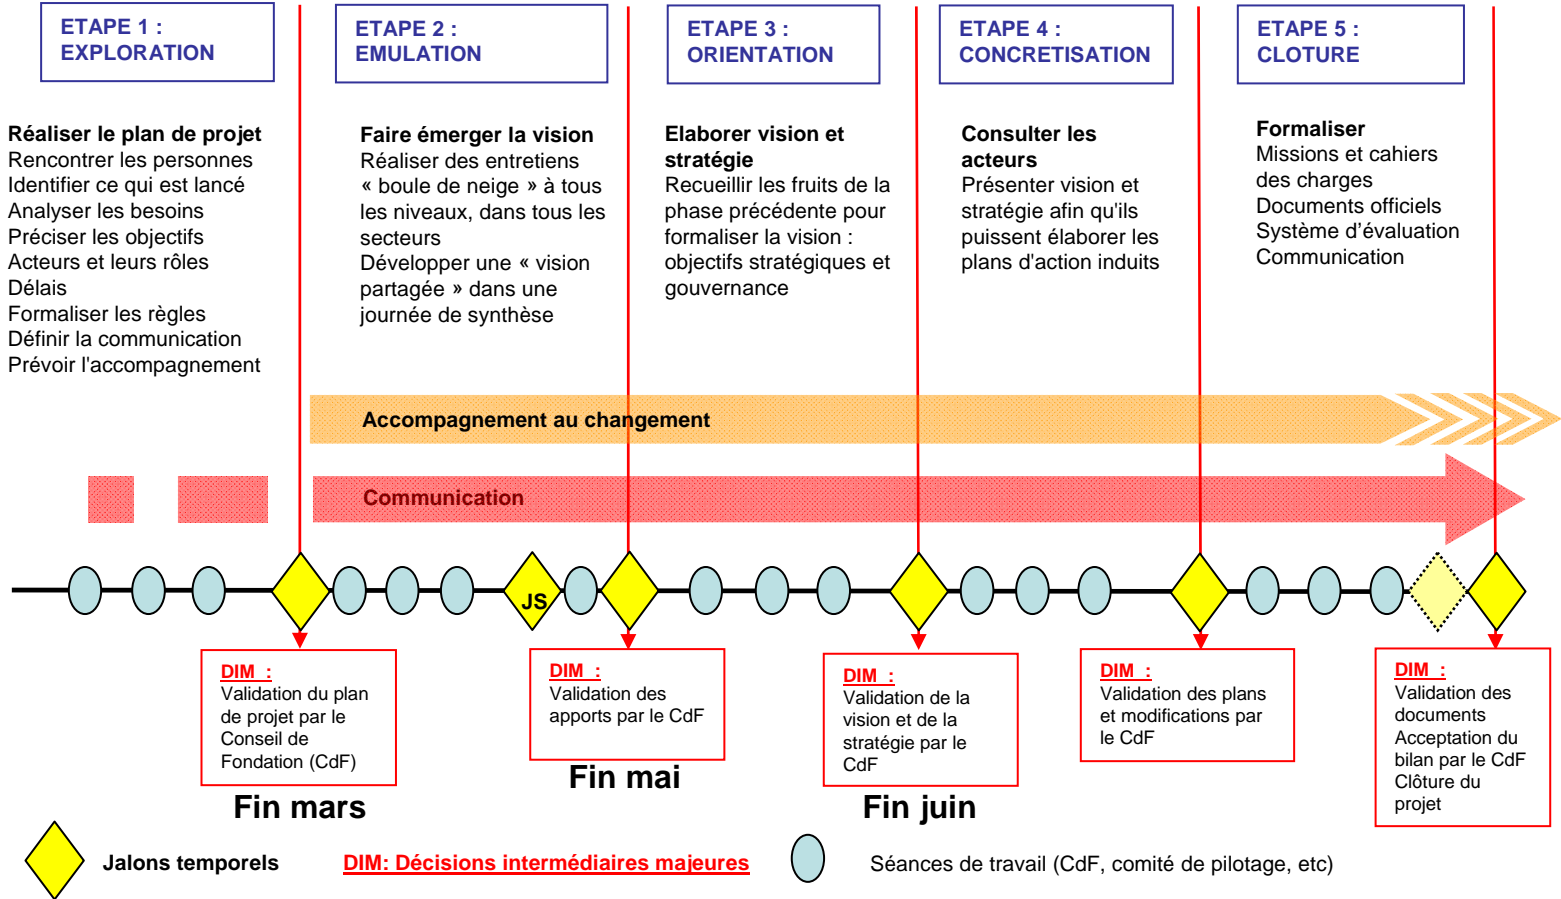 ETAPE 1 :
EXPLORATION
ETAPE 2 :
EMULATION
ETAPE 3 :
ORIENTATION
ETAPE 4 :
CONCRETISATION
ETAPE 5 :
CLOTURE
Réaliser le plan de projet
Rencontrer les personnes
Identifier ce qui est lancé
Analyser les besoins
Préciser les objectifs
Acteurs et leurs rôles
Délais
Formaliser les règles
Définir la communication
Prévoir l'accompagnement
Faire émerger la vision
Réaliser des entretiens
« boule de neige » à tous
les niveaux, dans tous les
secteurs
Développer une « vision
partagée » dans une
journée de synthèse
Elaborer vision et
stratégie
Recueillir les fruits de la
phase précédente pour
formaliser la vision :
objectifs stratégiques et
gouvernance
Consulter les
acteurs
Présenter vision et
stratégie afin qu'ils
puissent élaborer les
plans d'action induits
Formaliser
Missions et cahiers
des charges
Documents officiels
Système d’évaluation
Communication
Accompagnement au changement
Communication
JS
DIM :
Validation du plan
de projet par le
Conseil de
Fondation (CdF)
Fin mars
DIM :
Validation des
apports par le CdF
Fin mai
DIM :
Validation de la
vision et de la
stratégie par le
CdF
Fin juin
DIM :
Validation des plans
et modifications par
le CdF
DIM :
Validation des
documents
Acceptation du
bilan par le CdF
Clôture du
projet
Jalons temporels
DIM: Décisions intermédiaires majeures
Séances de travail (CdF, comité de pilotage, etc)